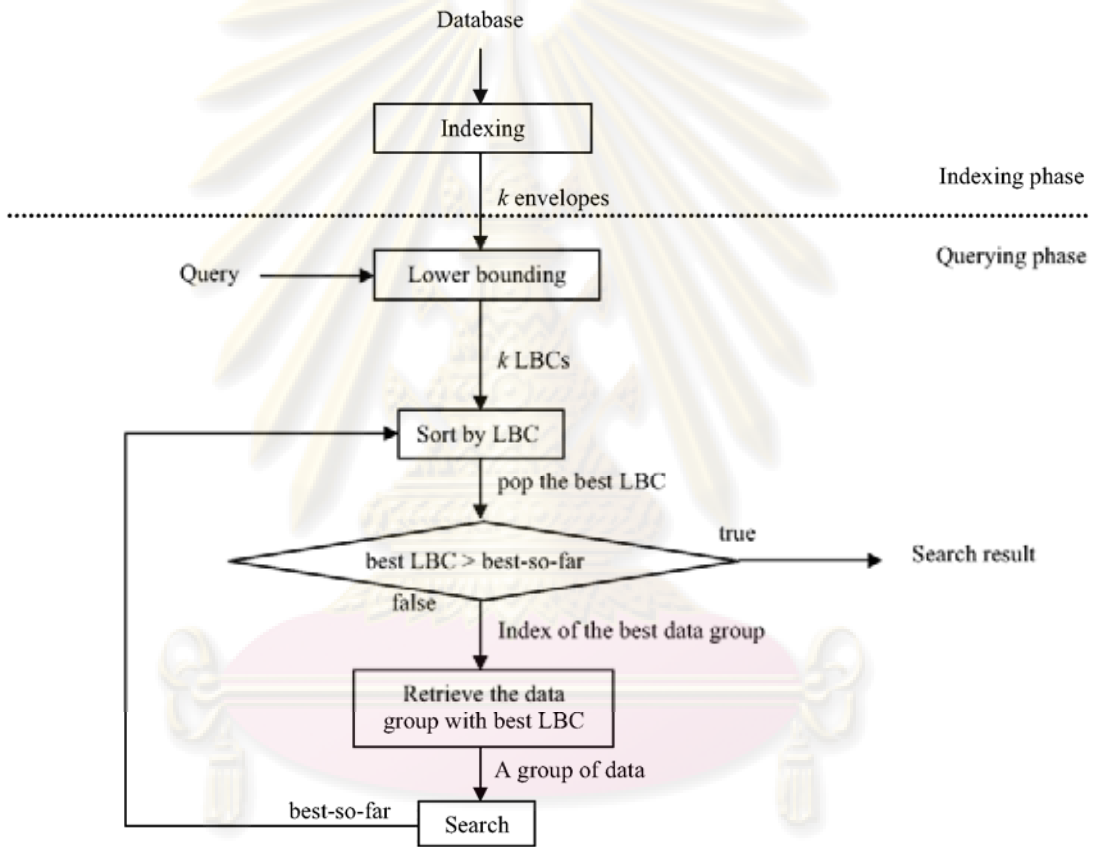 Database
Indexing
Indexing phase
k envelopes
Querying phase
Query
Lower bounding
k LBCs
Sort by LBC
pop the best LBC
true
best LBC > best-so-far
Search result
false
Index of the best data group
Retrieve the data
group with best LBC
A group of data
best-so-far
Search